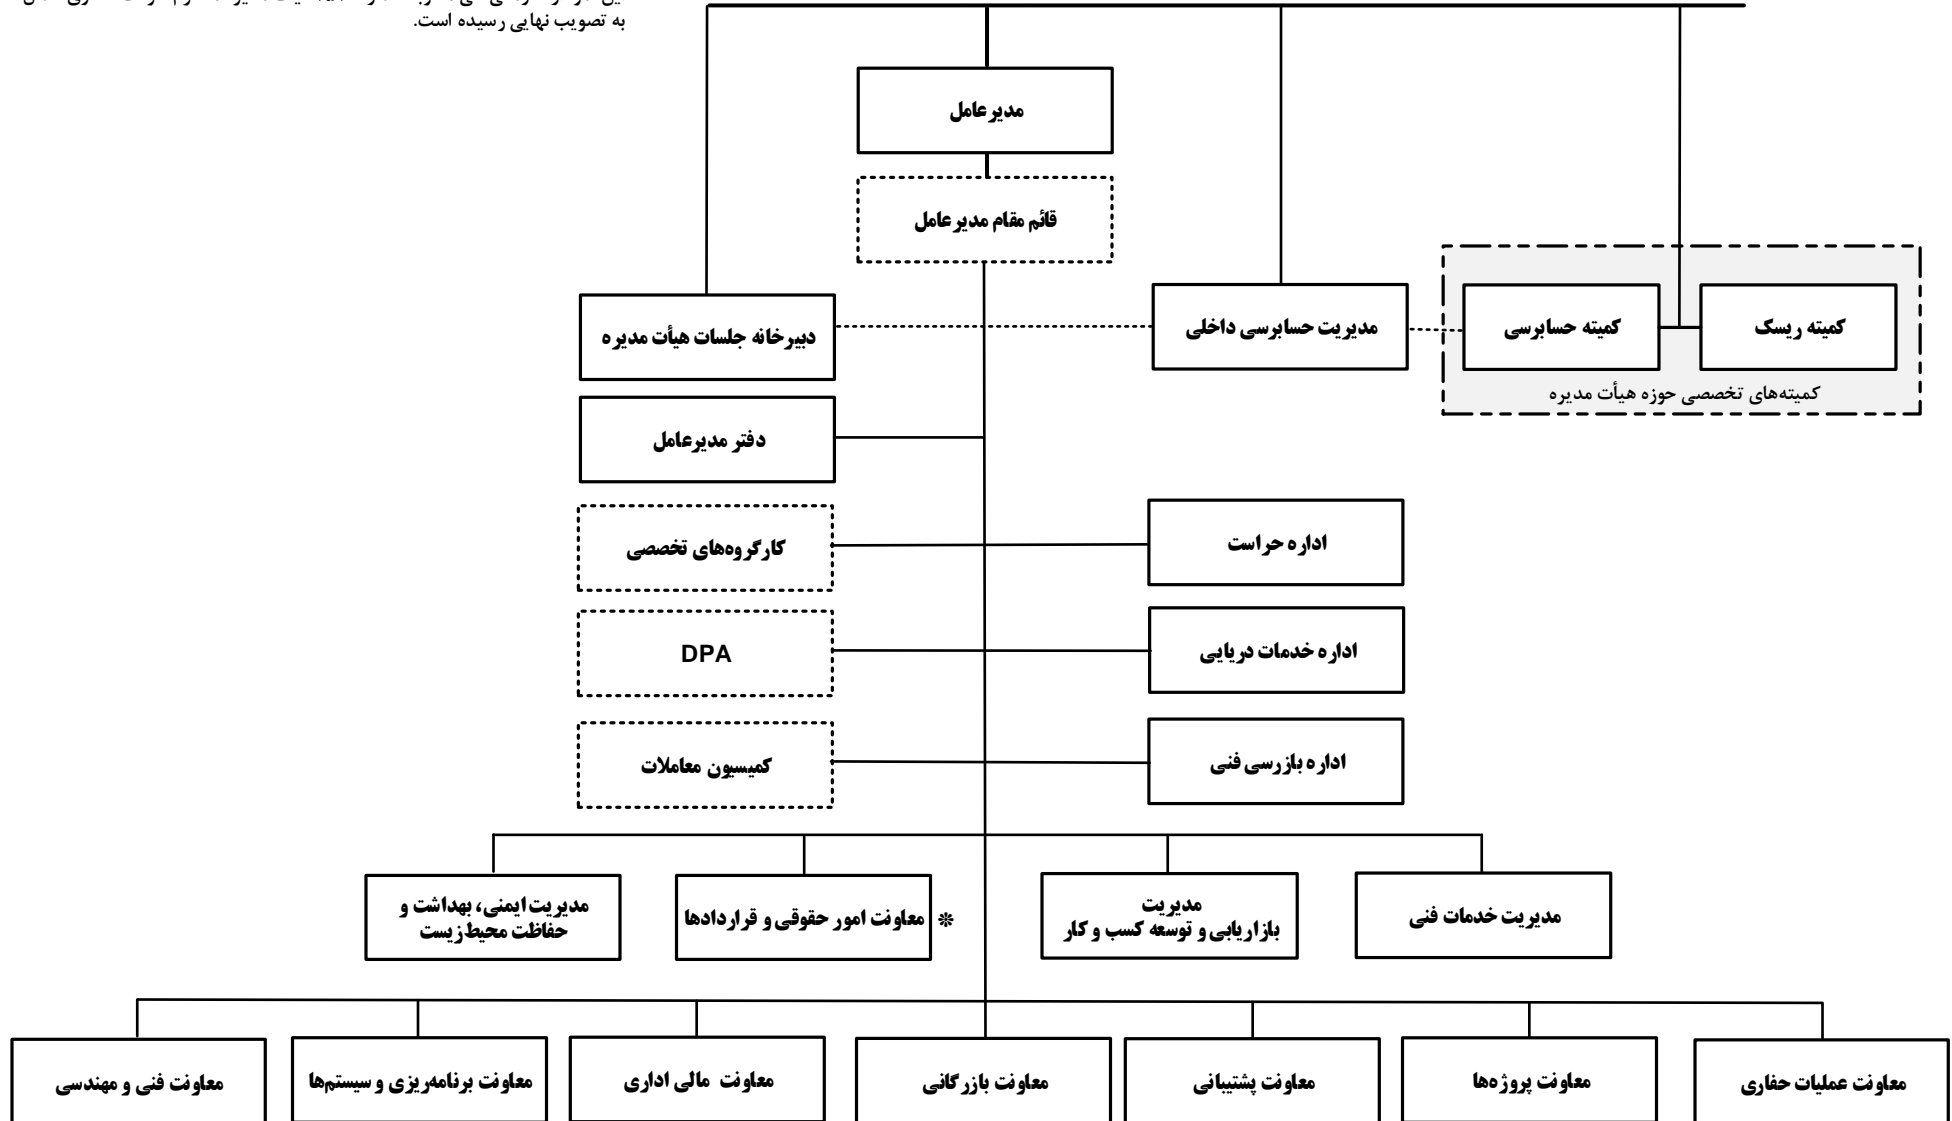 به تصویب نهایی رسیده است.
مدیرعامل
قائم مقام مدیرعامل
کمیته ریسک
کمیته حسابرسی
مدیریت حسابرسی داخلی
دبیرخانه جلسات هیأت مدیره
کمیته‌های تخصصی حوزه هیأت مدیره
دفتر مدیرعامل
اداره حراست
کارگروه‌های تخصصی
اداره خدمات دریایی
DPA
اداره بازرسی فنی
کمیسیون معاملات
مدیریت خدمات فنی
مدیریت
بازاریابی و توسعه کسب و کار
* معاونت امور حقوقی و قراردادها
مدیریت ایمنی، بهداشت و
حفاظت محیط زیست
معاونت عملیات حفاری
معاونت پروژه‌ها
معاونت پشتیبانی
معاونت بازرگانی
معاونت مالی اداری
معاونت برنامه‌ریزی و سیستم‌ها
معاونت فنی و مهندسی